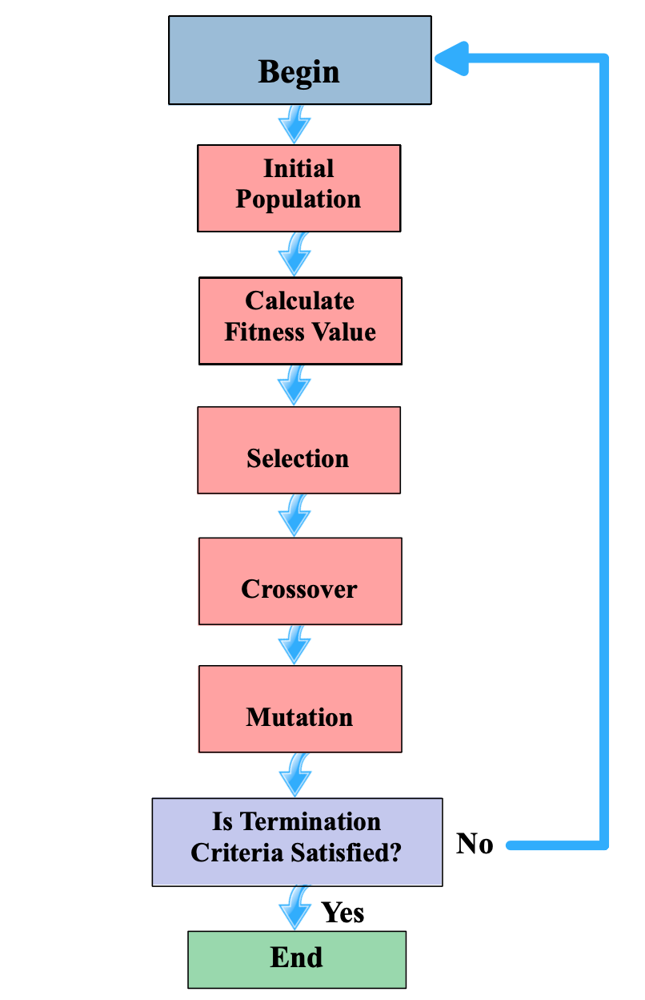 Begin
Initial
Population
Calculate
Fitness Value
Selection
Crossover
Mutation
Is Termination
Criteria Satisfied?
No
Yes
End